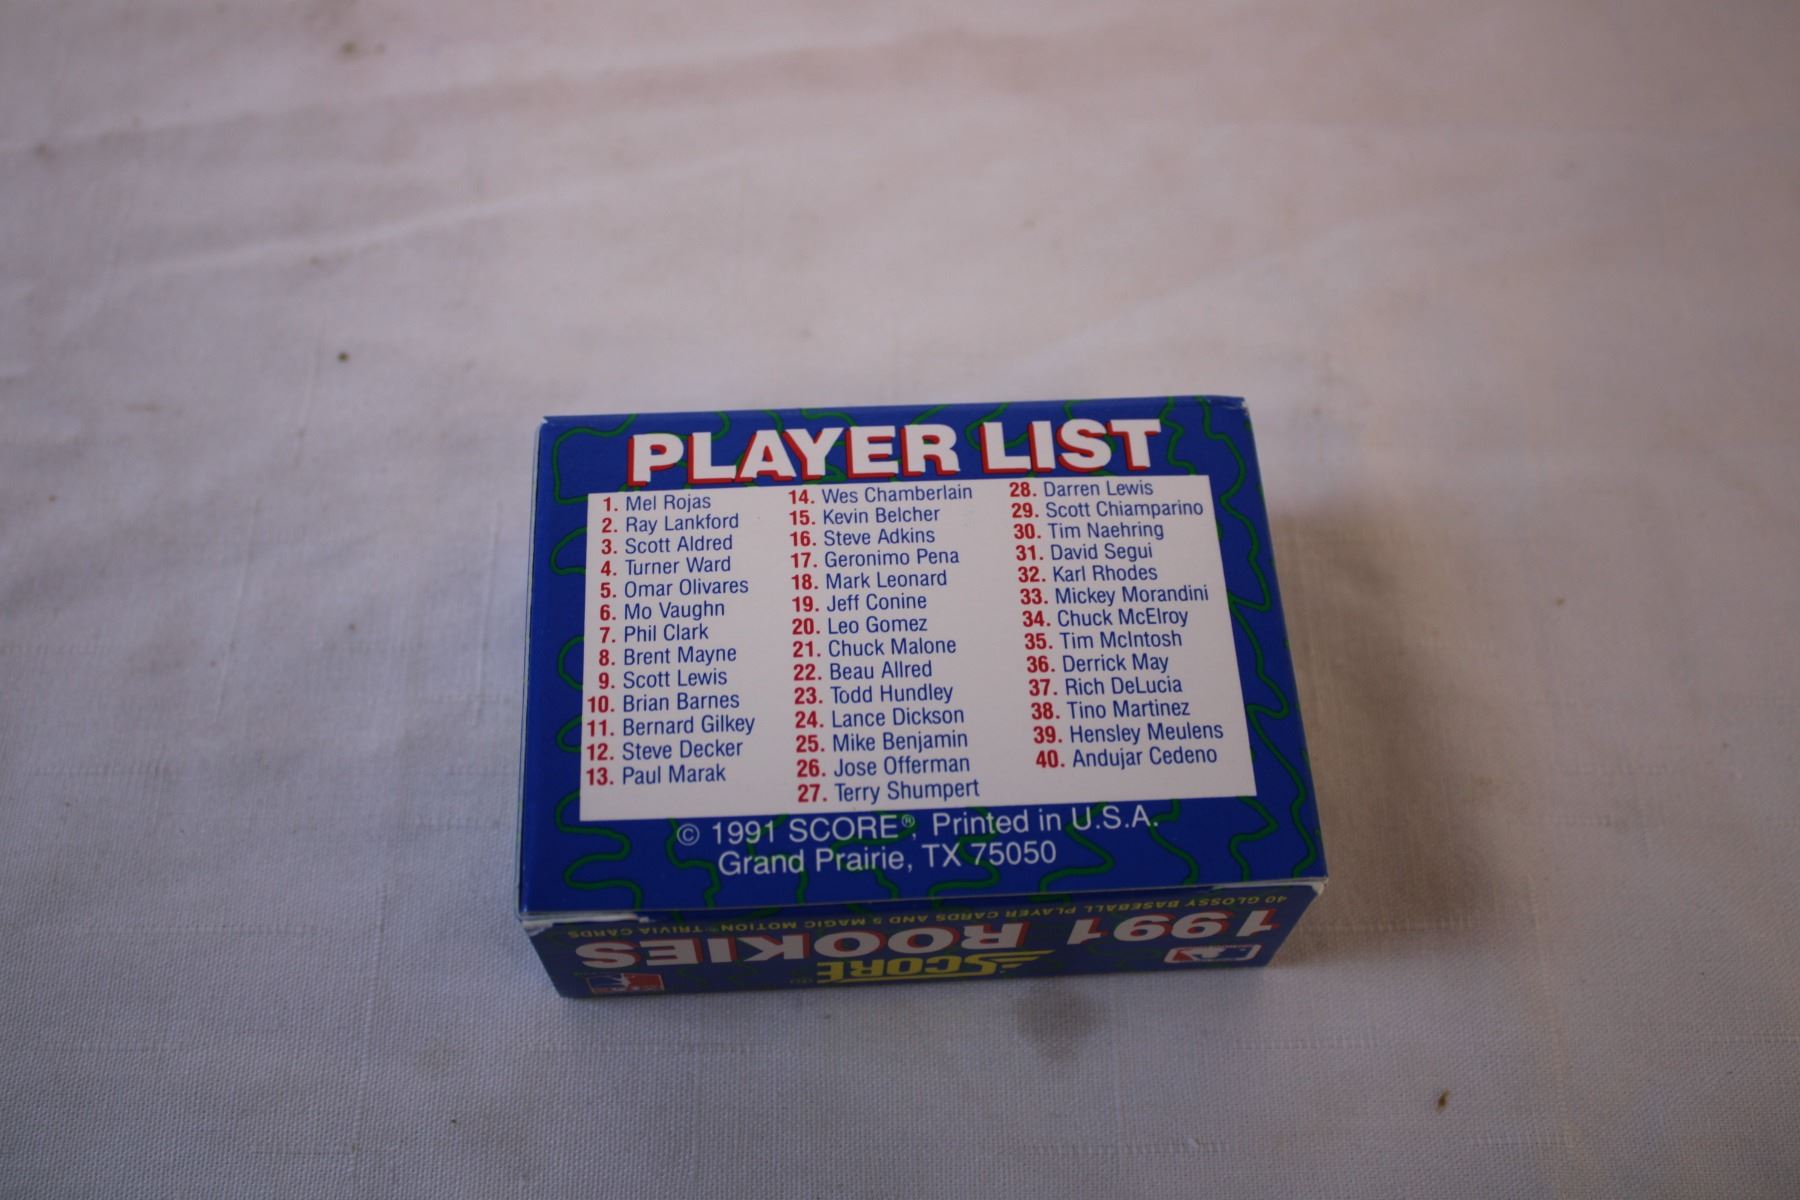 PLAYER LIST
1. Mel Rojas
2. Ray Lankford
3. Scott Aldred
4. Turner Ward
5. Omar Olivares
6. Mo Vaughn
7. Phil Clark
8. Brent Mayne
9. Scott Lewis
10. Brian Barnes
11. Bernard Gilkey
12. Steve Decker
13. Paul Marak
14. Wes Chamberlain
15. Kevin Belcher
16. Steve Adkins
17. Geronimo Pena
18. Mark Leonard
19. Jeff Conine
20. Leo Gomez
21. Chuck Malone
22. Beau Allred
23. Todd Hundley
24. Lance Dickson
25. Mike Benjamin
26. Jose Offerman
27. Terry Shumpert
28. Darren Lewis
29. Scott Chiamparino
30. Tim Naehring
31. David Segui
32. Karl Rhodes
33. Mickey Morandini
34. Chuck McElroy
35. Tim McIntosh
36. Derrick May
37. Rich DeLucia
38. Tino Martinez
39. Hensley Meulens
40. Andujar Cedeno
© 1991 SCORE®, Printed in U.S.A.
Grand Prairie, TX 75050
SCORE®
1991 ROOKIES
40 GLOSSY BASEBALL PLAYER CARDS AND 5 MAGIC MOTION® TRIVIA CARDS